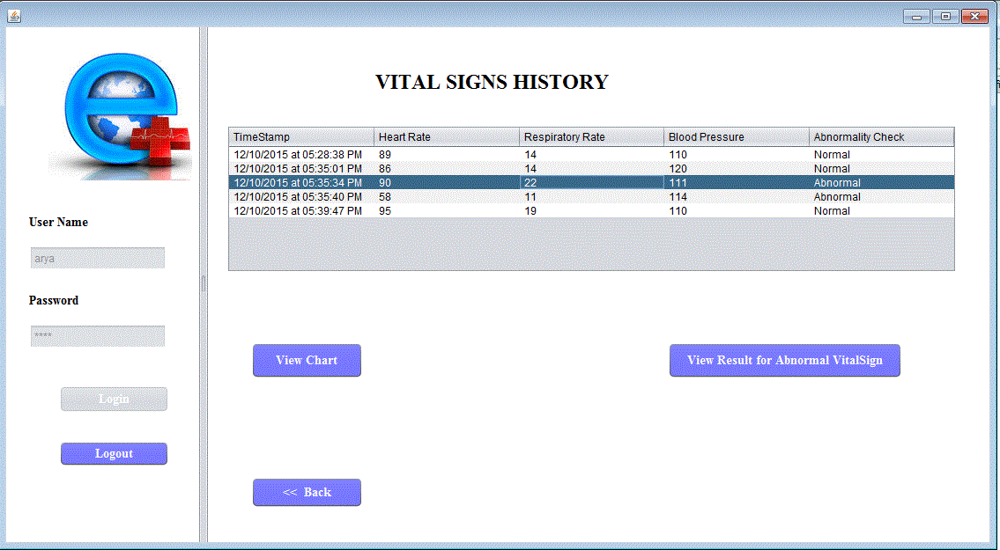 VITAL SIGNS HISTORY
TimeStamp Heart Rate Respiratory Rate Blood Pressure Abnormality Check
12/10/2015 at 05:28:38 PM 89 14 110 Normal
12/10/2015 at 05:35:01 PM 86 14 120 Normal
12/10/2015 at 05:35:34 PM 90 22 111 Abnormal
12/10/2015 at 05:35:40 PM 58 11 114 Abnormal
12/10/2015 at 05:39:47 PM 95 19 110 Normal
User Name
arya
Password
****
Login
Logout
View Chart
View Result for Abnormal VitalSign
<< Back